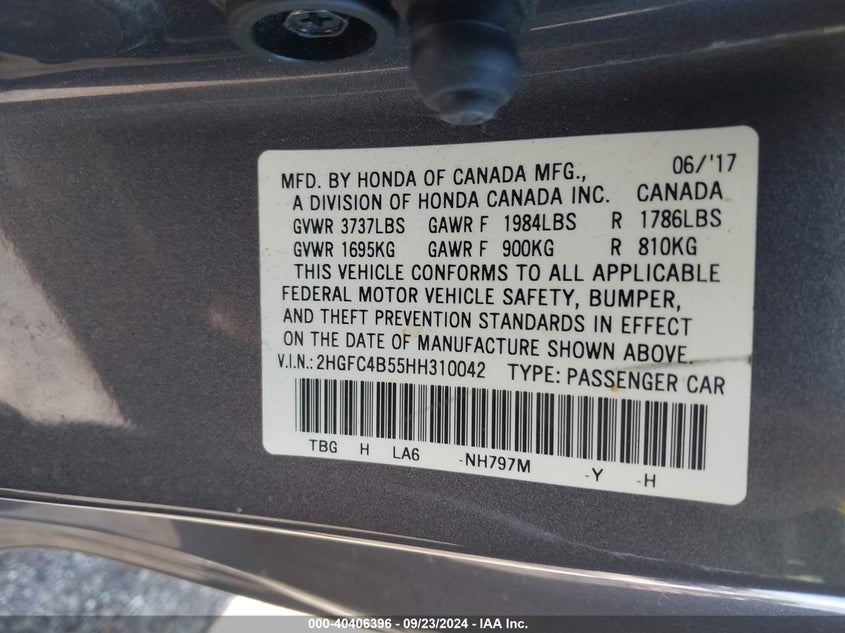 MFD. BY HONDA OF CANADA MFG., 06/'17
A DIVISION OF HONDA CANADA INC. CANADA
GVWR 3737LBS GAWR F 1984LBS R 1786LBS
GVWR 1695KG GAWR F 900KG R 810KG
THIS VEHICLE CONFORMS TO ALL APPLICABLE
FEDERAL MOTOR VEHICLE SAFETY, BUMPER,
AND THEFT PREVENTION STANDARDS IN EFFECT
ON THE DATE OF MANUFACTURE SHOWN ABOVE.
V.I.N.: 2HGFC4B55HH310042 TYPE: PASSENGER CAR
TBG H LA6 -NH797M -Y -H
000-40406396 - 09/23/2024 - IAA Inc.